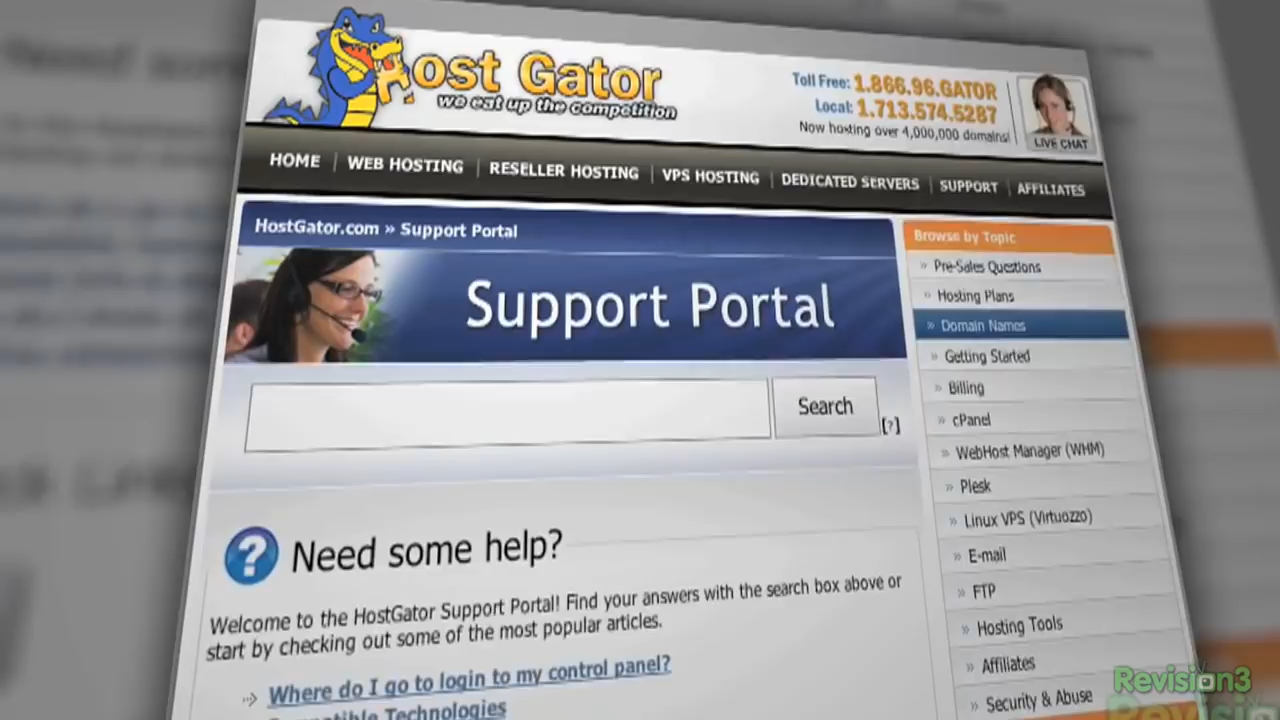 Host Gator
we eat up the competition
Toll Free: 1.866.96.GATOR
Local: 1.713.574.5287
Now hosting over 4,000,000 domains!
LIVE CHAT
HOME
WEB HOSTING
RESELLER HOSTING
VPS HOSTING
DEDICATED SERVERS
SUPPORT
AFFILIATES
HostGator.com » Support Portal
Support Portal
Search
[?]
Need some help?
Welcome to the HostGator Support Portal! Find your answers with the search box above or
start by checking out some of the most popular articles.
Where do I go to login to my control panel?
Technologies
Browse by Topic
» Pre-Sales Questions
» Hosting Plans
» Domain Names
» Getting Started
» Billing
» cPanel
» WebHost Manager (WHM)
» Plesk
» Linux VPS (Virtuozzo)
» E-mail
» FTP
» Hosting Tools
» Affiliates
» Security & Abuse
Revision3